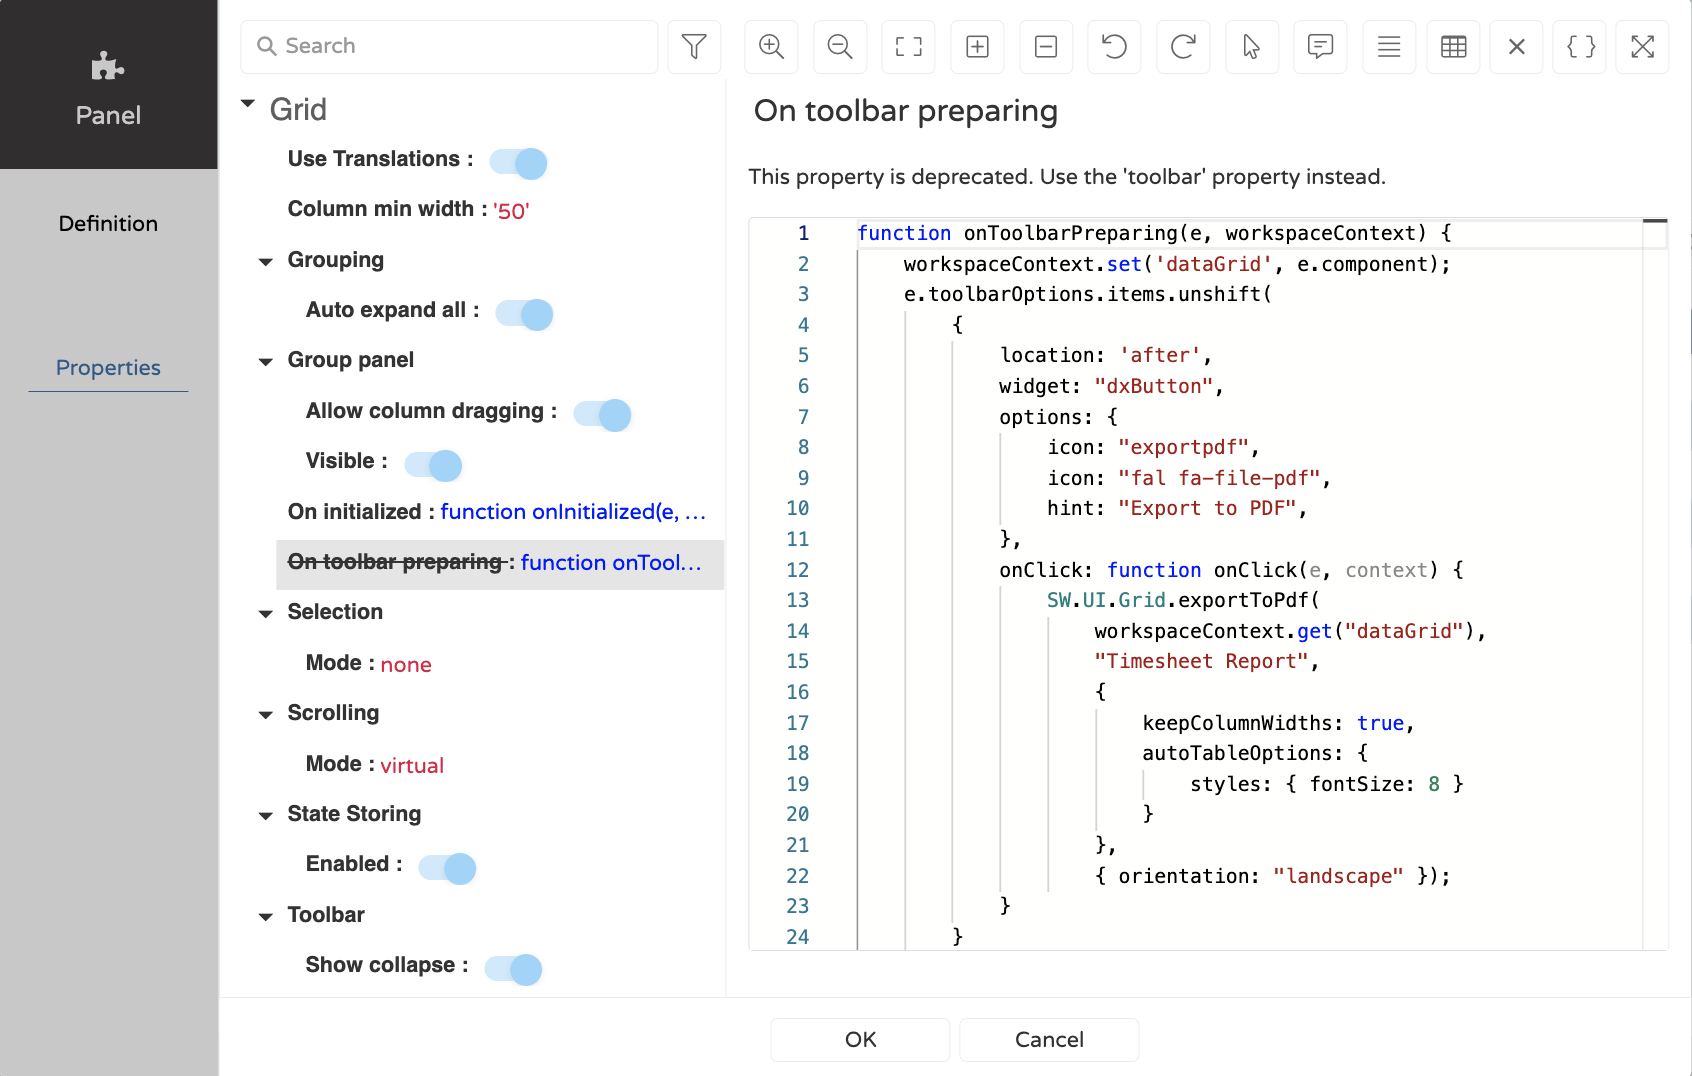 Panel
Definition
Properties
Search
Grid
Use Translations :
Column min width : '50'
Grouping
Auto expand all :
Group panel
Allow column dragging :
Visible :
On initialized : function onInitialized(e, ...
On toolbar preparing : function onTool...
Selection
Mode : none
Scrolling
Mode : virtual
State Storing
Enabled :
Toolbar
Show collapse :
On toolbar preparing
This property is deprecated. Use the 'toolbar' property instead.
1 function onToolbarPreparing(e, workspaceContext) {
2 workspaceContext.set('dataGrid', e.component);
3 e.toolbarOptions.items.unshift(
4 {
5 location: 'after',
6 widget: "dxButton",
7 options: {
8 icon: "exportpdf",
9 icon: "fal fa-file-pdf",
10 hint: "Export to PDF",
11 },
12 onClick: function onClick(e, context) {
13 SW.UI.Grid.exportToPdf(
14 workspaceContext.get("dataGrid"),
15 "Timesheet Report",
16 {
17 keepColumnWidths: true,
18 autoTableOptions: {
19 styles: { fontSize: 8 }
20 }
21 },
22 { orientation: "landscape" });
23 }
24 }
OK
Cancel